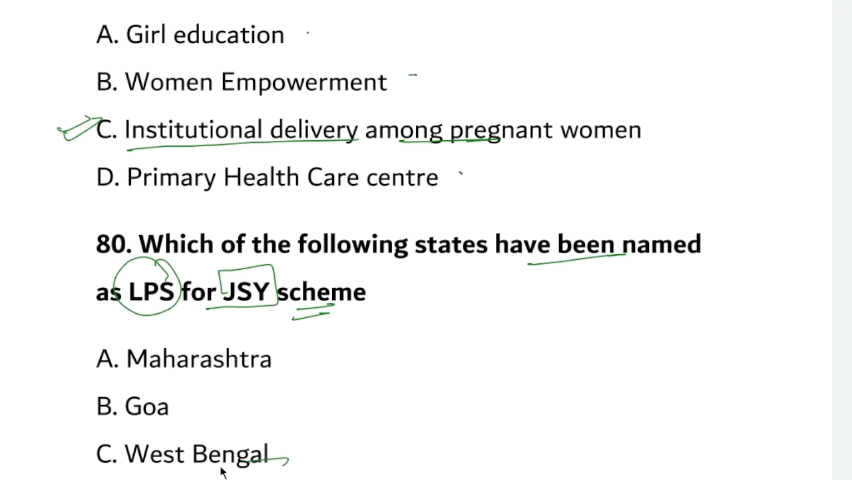 A. Girl education
B. Women Empowerment
C. Institutional delivery among pregnant women
D. Primary Health Care centre
80. Which of the following states have been named
as LPS for JSY scheme
A. Maharashtra
B. Goa
C. West Bengal